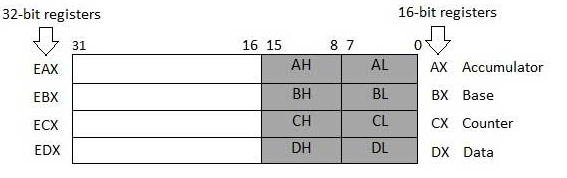 32-bit registers 16-bit registers
31 16 15 8 7 0
EAX AH AL AX Accumulator
EBX BH BL BX Base
ECX CH CL CX Counter
EDX DH DL DX Data